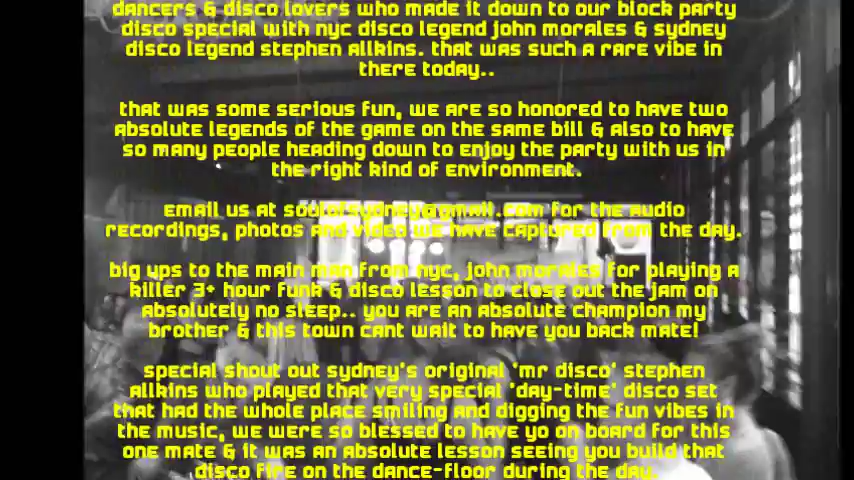 dancers & disco lovers who made it down to our block party
disco special with nyc disco legend john morales & sydney
disco legend stephen allkins. that was such a rare vibe in
there today..
that was some serious fun, we are so honored to have two
absolute legends of the game on the same bill & also to have
so many people heading down to enjoy the party with us in
the right kind of environment.
email us at soulofsydney@gmail.com for the audio
recordings, photos and video we have captured from the day.
big ups to the main man from nyc, john morales for playing a
killer 3+ hour funk & disco lesson to close out the jam on
absolutely no sleep.. you are an absolute champion my
brother & this town cant wait to have you back mate!
special shout out sydney's original 'mr disco' stephen
allkins who played that very special 'day-time' disco set
that had the whole place smiling and digging the fun vibes in
the music, we were so blessed to have yo on board for this
one mate & it was an absolute lesson seeing you build that
disco fire on the dance-floor during the day.